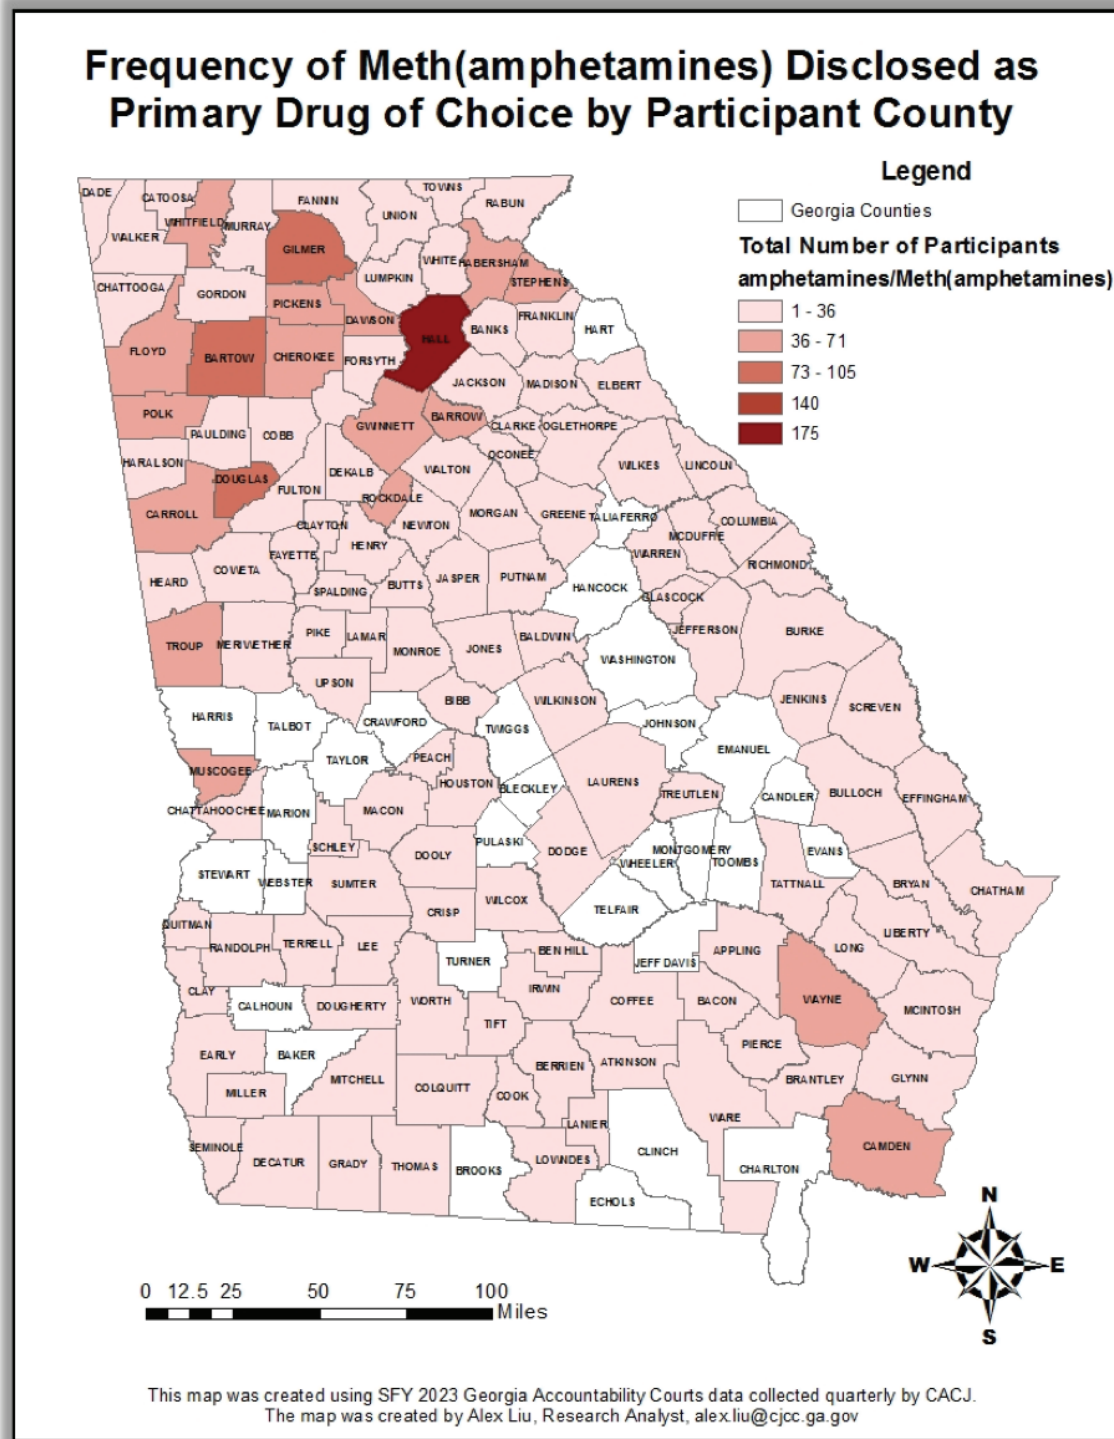 Frequency of Meth(amphetamines) Disclosed as
Primary Drug of Choice by Participant County
Legend
Georgia Counties
Total Number of Participants
amphetamines/Meth(amphetamines)
1 - 36
36 - 71
73 - 105
140
175
DADE
CATOOSA
WHITFIELD
WALKER
MURRAY
FANNIN
GILMER
UNION
TOWNS
RABUN
WHITE
HABERSHAM
STEPHENS
LUMPKIN
CHATTOOGA
GORDON
PICKENS
DAWSON
HALL
BANKS
FRANKLIN
HART
FLOYD
BARTOW
CHEROKEE
FORSYTH
JACKSON
MADISON
ELBERT
POLK
PAULDING
COBB
GWINNETT
BARROW
CLARKE
OGLETHORPE
OCONEE
HARALSON
DOUGLAS
FULTON
DEKALB
WALTON
WILKES
LINCOLN
CARROLL
ROCKDALE
CLAYTON
NEWTON
MORGAN
GREENE
TALIAFERRO
COLUMBIA
MCDUFFIE
WARREN
RICHMOND
HEARD
COWETA
FAYETTE
HENRY
SPALDING
BUTTS
JASPER
PUTNAM
HANCOCK
GLASCOCK
JEFFERSON
BURKE
TROUP
MERIWETHER
PIKE
LAMAR
MONROE
JONES
BALDWIN
WASHINGTON
UPSON
BIBB
WILKINSON
JENKINS
SCREVEN
HARRIS
TALBOT
CRAWFORD
TWIGGS
JOHNSON
EMANUEL
MUSCOGEE
TAYLOR
PEACH
HOUSTON
BLECKLEY
LAURENS
TREUTLEN
CANDLER
BULLOCH
EFFINGHAM
CHATTAHOOCHEE
MARION
MACON
SCHLEY
DOOLY
PULASKI
DODGE
WHEELER
MONTGOMERY
TOOMBS
EVANS
STEWART
WEBSTER
SUMTER
CRISP
WILCOX
TELFAIR
TATTNALL
BRYAN
CHATHAM
QUITMAN
RANDOLPH
TERRELL
LEE
TURNER
BEN HILL
JEFF DAVIS
APPLING
LONG
LIBERTY
CLAY
CALHOUN
DOUGHERTY
WORTH
IRWIN
TIFT
COFFEE
BACON
WAYNE
MCINTOSH
EARLY
BAKER
MILLER
MITCHELL
COLQUITT
COOK
BERRIEN
ATKINSON
PIERCE
BRANTLEY
GLYNN
SEMINOLE
DECATUR
GRADY
THOMAS
BROOKS
LOWNDES
LANIER
CLINCH
ECHOLS
WARE
CHARLTON
CAMDEN
N
W
E
S
0 12.5 25 50 75 100
Miles
This map was created using SFY 2023 Georgia Accountability Courts data collected quarterly by CACJ.
The map was created by Alex Liu, Research Analyst, alex.liu@cjcc.ga.gov